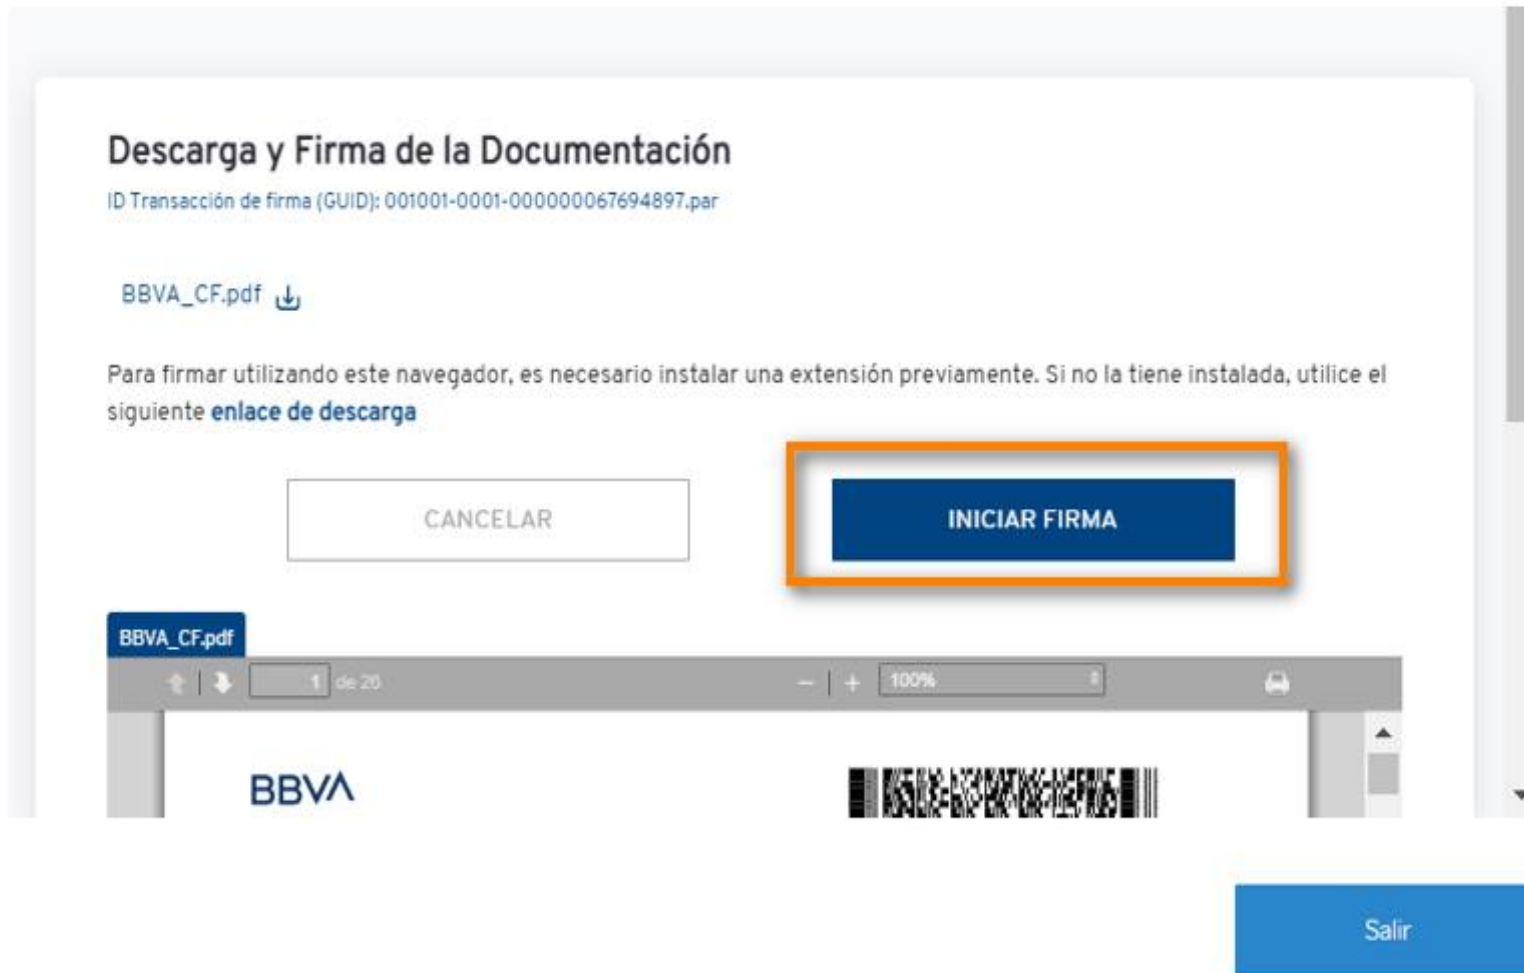 Descarga y Firma de la Documentación
ID Transacción de firma (GUID): 001001-0001-000000067694897.par
BBVA_CF.pdf
Para firmar utilizando este navegador, es necesario instalar una extensión previamente. Si no la tiene instalada, utilice el
siguiente enlace de descarga
CANCELAR
INICIAR FIRMA
BBVA_CF.pdf
1 de 26
− | + 100%
BBVA
Salir